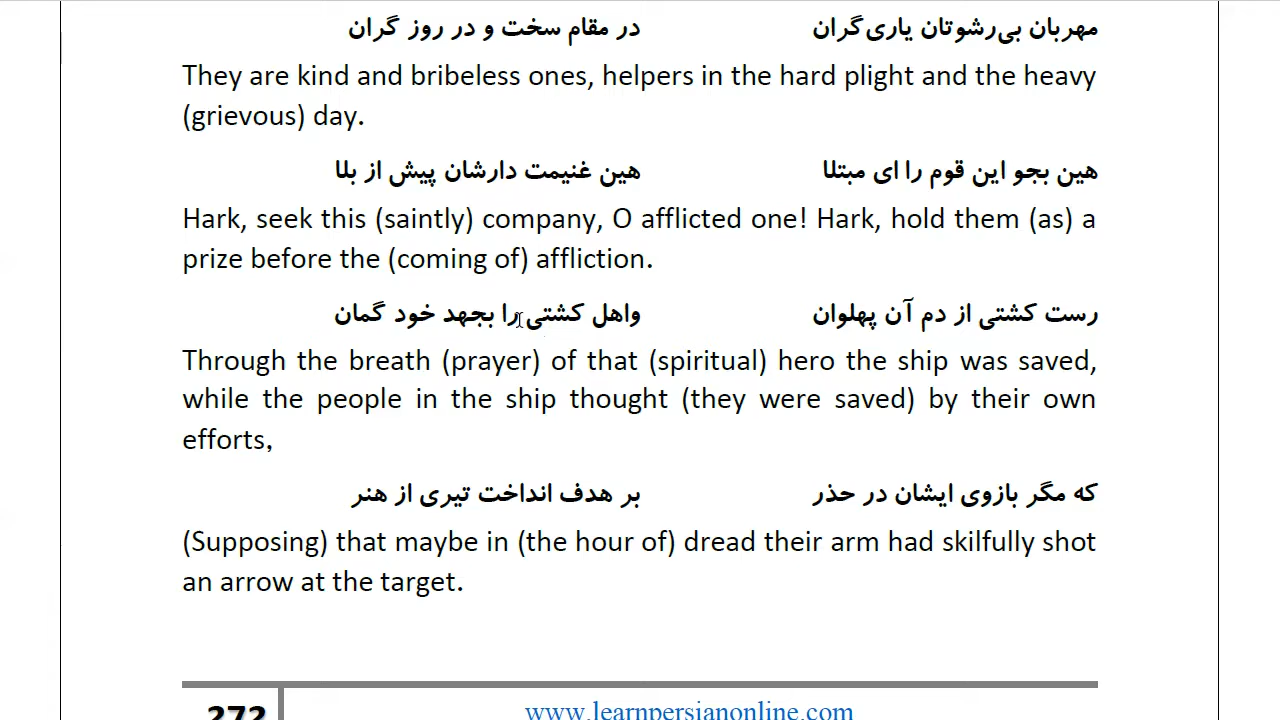 مهربان بی‌رشوتان یاری‌گران در مقام سخت و در روز گران
They are kind and bribeless ones, helpers in the hard plight and the heavy
(grievous) day.
هین بجو این قوم را ای مبتلا هین غنیمت دارشان پیش از بلا
Hark, seek this (saintly) company, O afflicted one! Hark, hold them (as) a
prize before the (coming of) affliction.
رست کشتی از دم آن پهلوان واهل کشتی را بجهد خود گمان
Through the breath (prayer) of that (spiritual) hero the ship was saved,
while the people in the ship thought (they were saved) by their own
efforts,
که مگر بازوی ایشان در حذر بر هدف انداخت تیری از هنر
(Supposing) that maybe in (the hour of) dread their arm had skilfully shot
an arrow at the target.
272 www.learnpersianonline.com